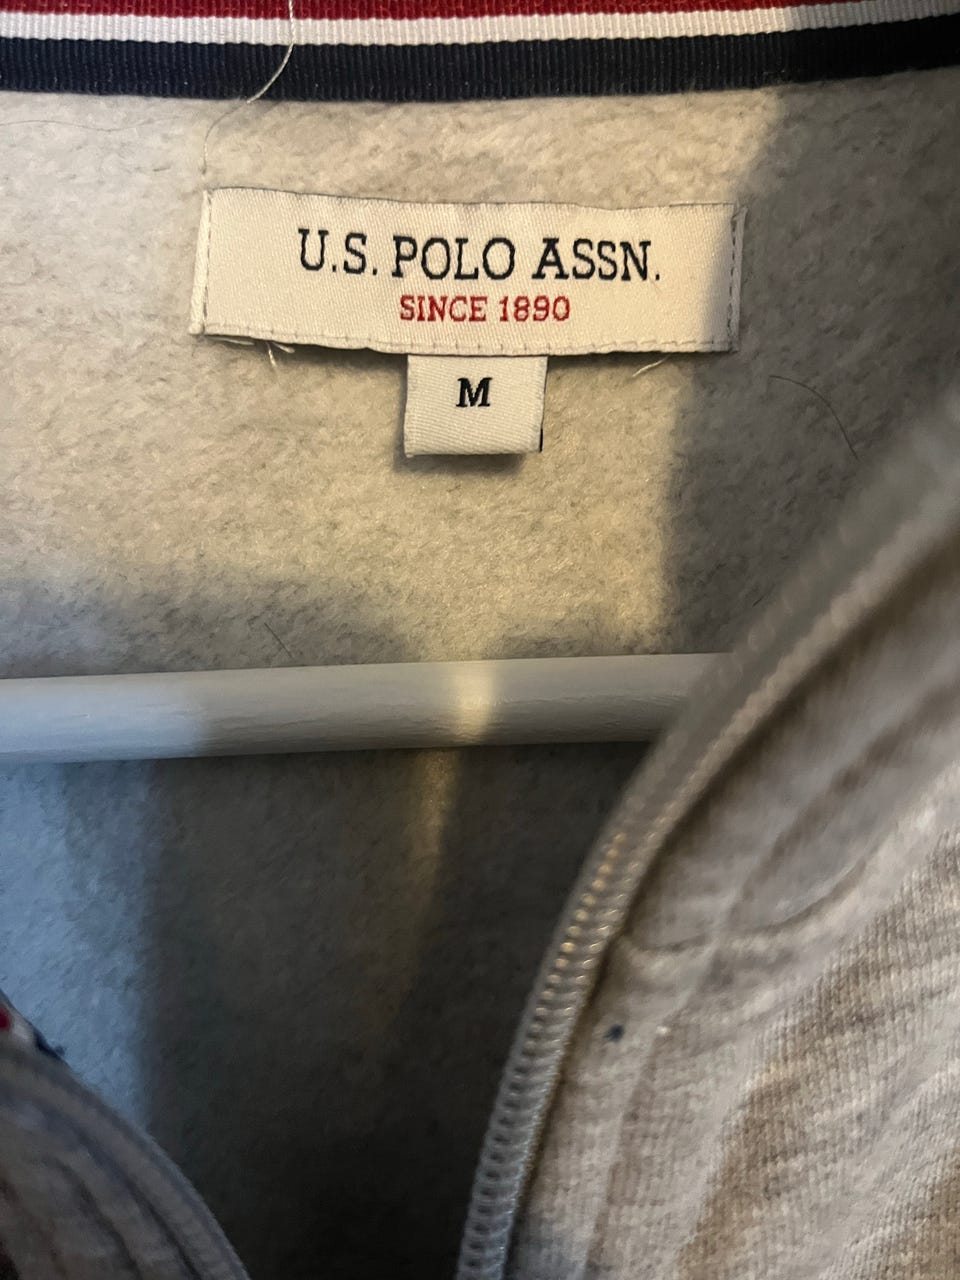 U.S. POLO ASSN.
SINCE 1890
M